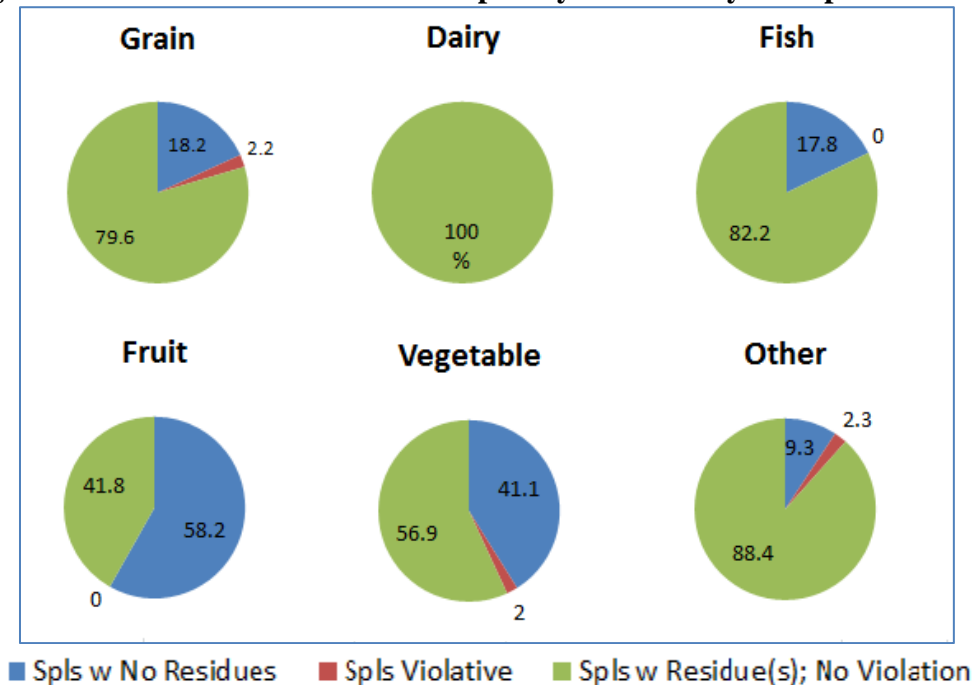 Grain
Dairy
Fish
18.2
2.2
79.6
100
%
17.8
0
82.2
Fruit
Vegetable
Other
41.8
58.2
0
41.1
56.9
2
2.3
9.3
88.4
Spls w No Residues
Spls Violative
Spls w Residue(s); No Violation